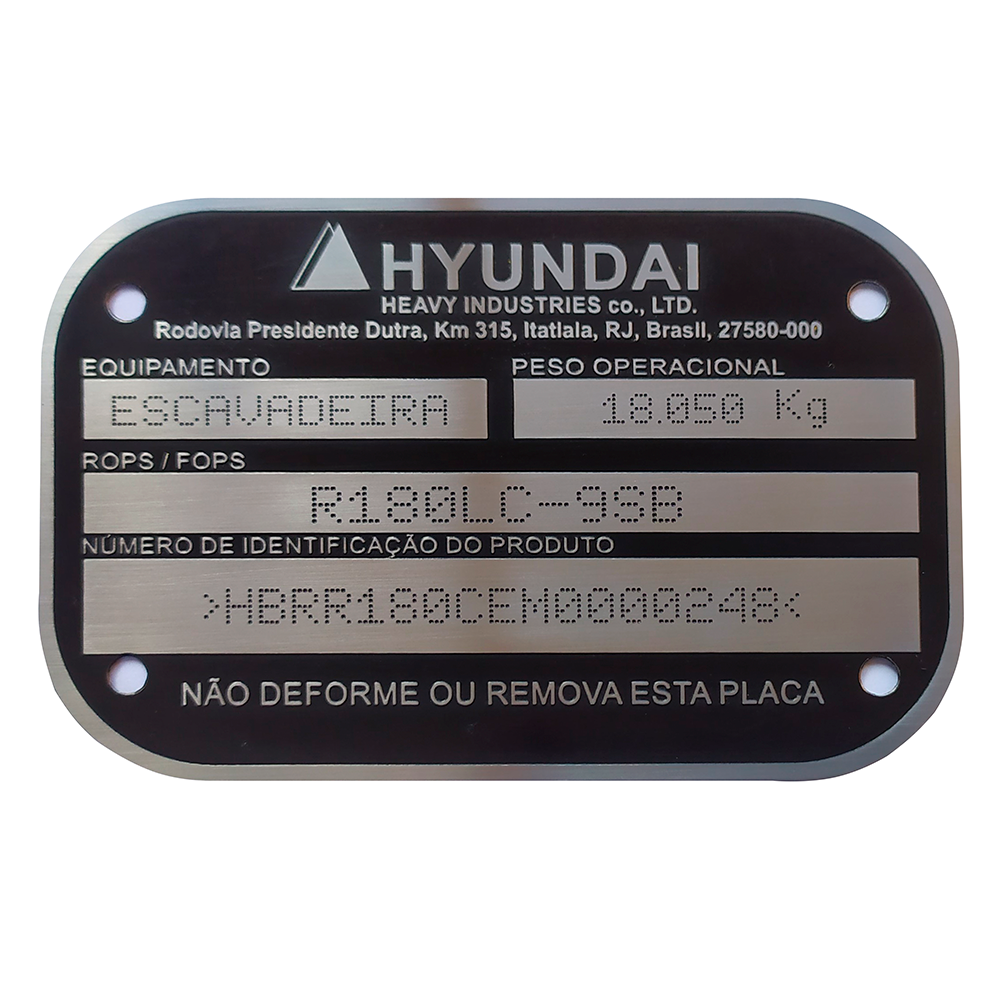 HYUNDAI
HEAVY INDUSTRIES co., LTD.
Rodovia Presidente Dutra, Km 315, Itatiaia, RJ, Brasil, 27580-000
EQUIPAMENTO PESO OPERACIONAL
ESCAVADEIRA 18.050 Kg
ROPS / FOPS
R180LC-9SB
NÚMERO DE IDENTIFICAÇÃO DO PRODUTO
>HBRR180CEM0000248<
NÃO DEFORME OU REMOVA ESTA PLACA